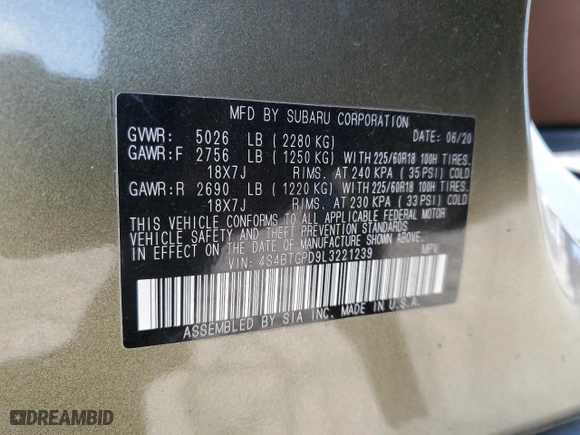 MFD BY SUBARU CORPORATION
GVWR: 5026 LB ( 2280 KG) DATE: 06/20
GAWR:F 2756 LB ( 1250 KG) WITH 225/60R18 100H TIRES.
18X7J RIMS. AT 240 KPA ( 35 PSI) COLD
GAWR:R 2690 LB ( 1220 KG) WITH 225/60R18 100H TIRES.
18X7J RIMS. AT 230 KPA ( 33 PSI) COLD
THIS VEHICLE CONFORMS TO ALL APPLICABLE FEDERAL MOTOR
VEHICLE SAFETY AND THEFT PREVENTION STANDARDS
IN EFFECT ON THE DATE OF MANUFACTURE SHOWN ABOVE.
VIN: 4S4BTGPD9L3221239 MPV
ASSEMBLED BY SIA INC. MADE IN U.S.A.
DREAMBID